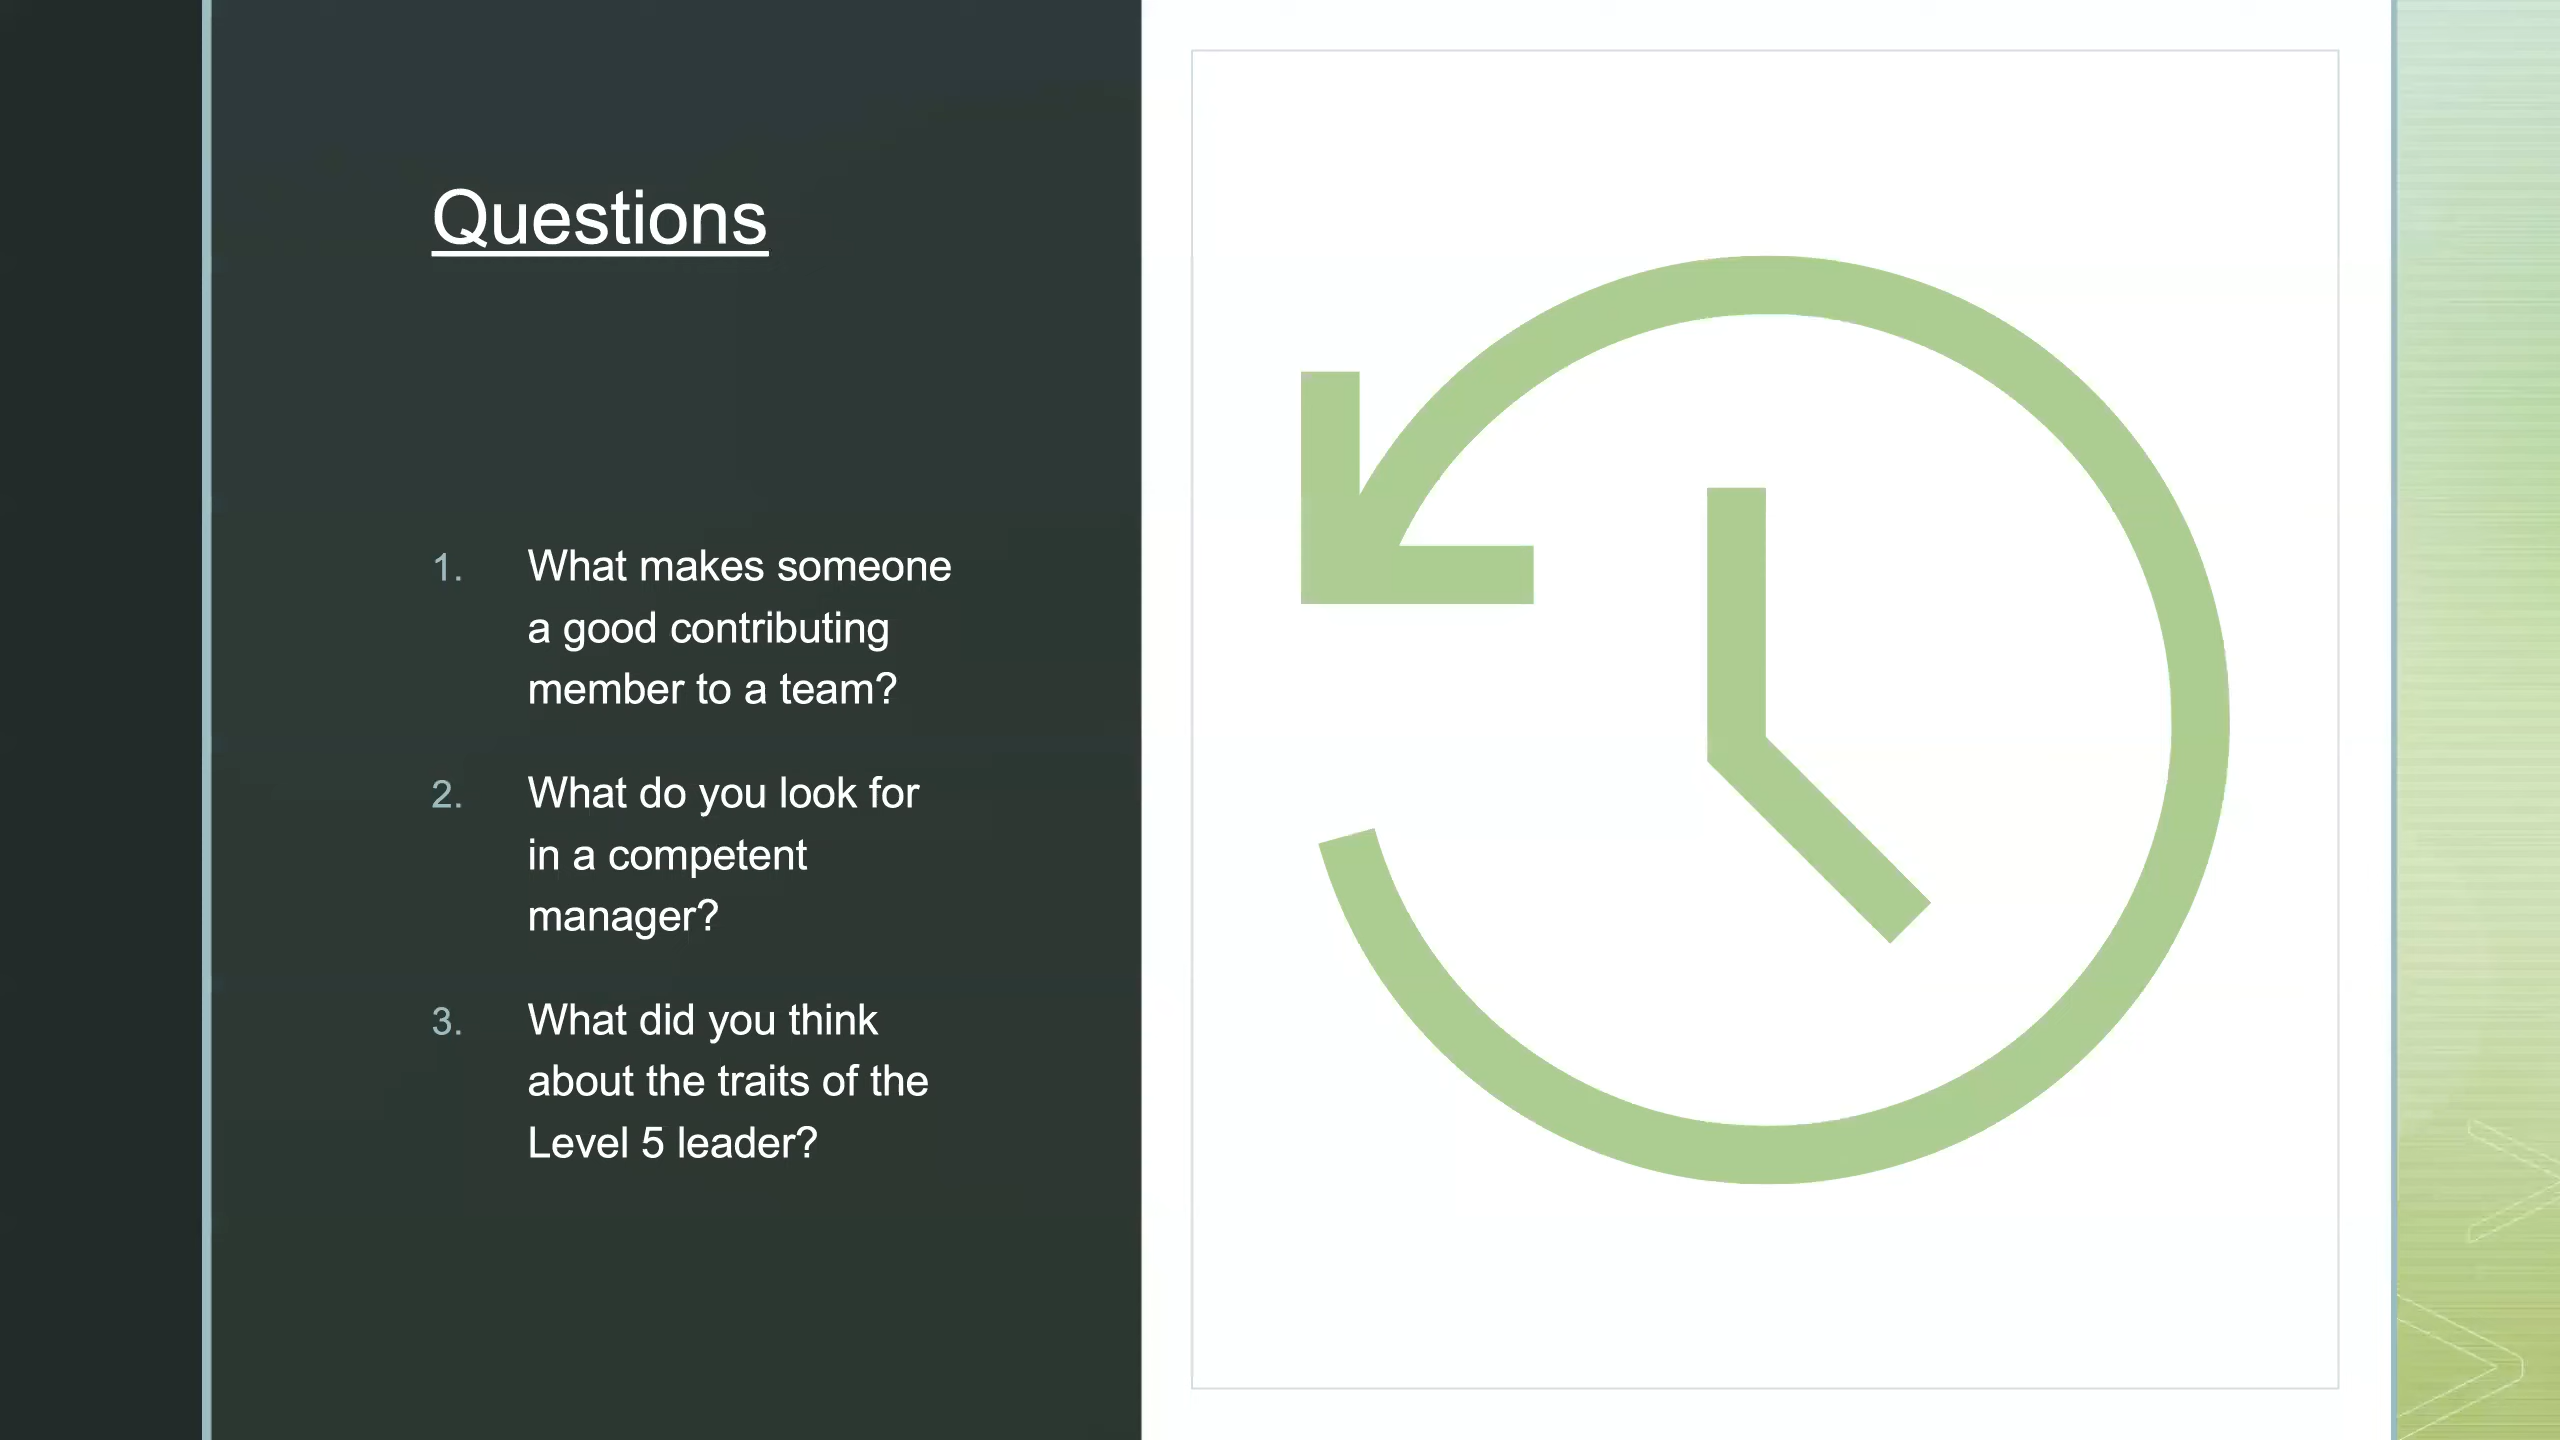 Questions
1. What makes someone
a good contributing
member to a team?
2. What do you look for
in a competent
manager?
3. What did you think
about the traits of the
Level 5 leader?